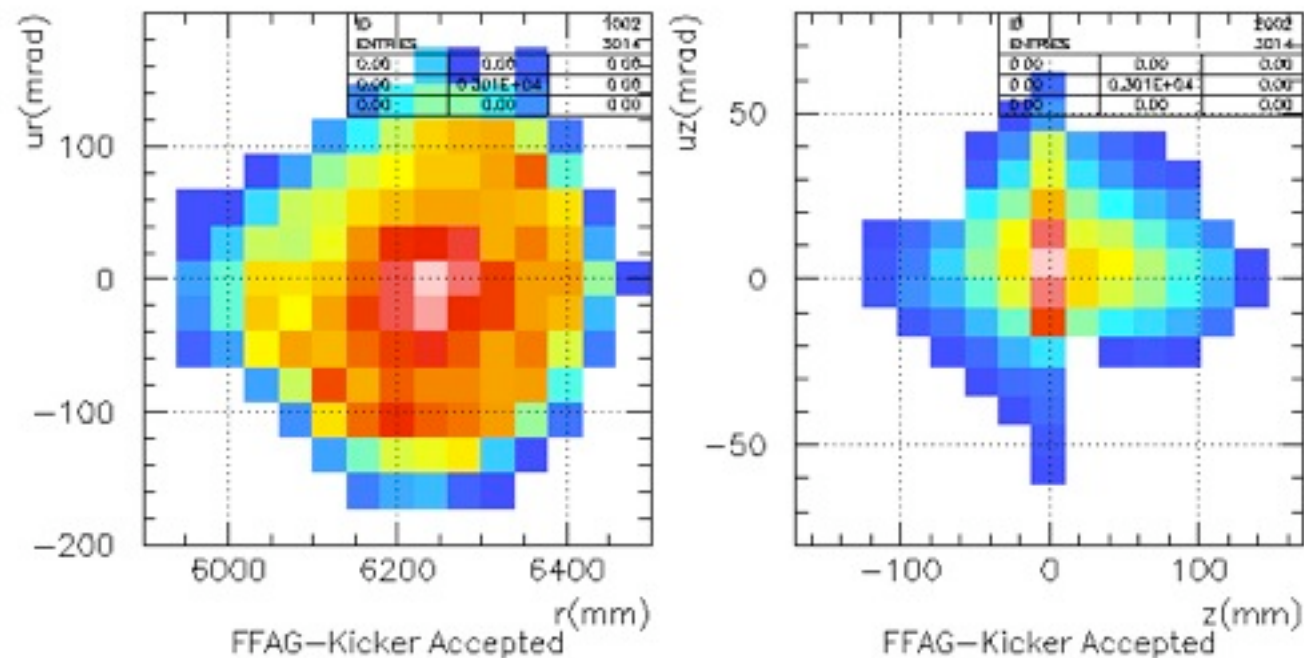 ID 1002
ENTRIES 3014
0.00 0.00 0.00
0.00 0.301E+04 0.00
0.00 0.00 0.00
ur(mrad)
100
0
−100
−200
6000 6200 6400
r(mm)
FFAG−Kicker Accepted
ID 2002
ENTRIES 3014
0.00 0.00 0.00
0.00 0.301E+04 0.00
0.00 0.00 0.00
uz(mrad)
50
0
−50
−100 0 100
z(mm)
FFAG−Kicker Accepted